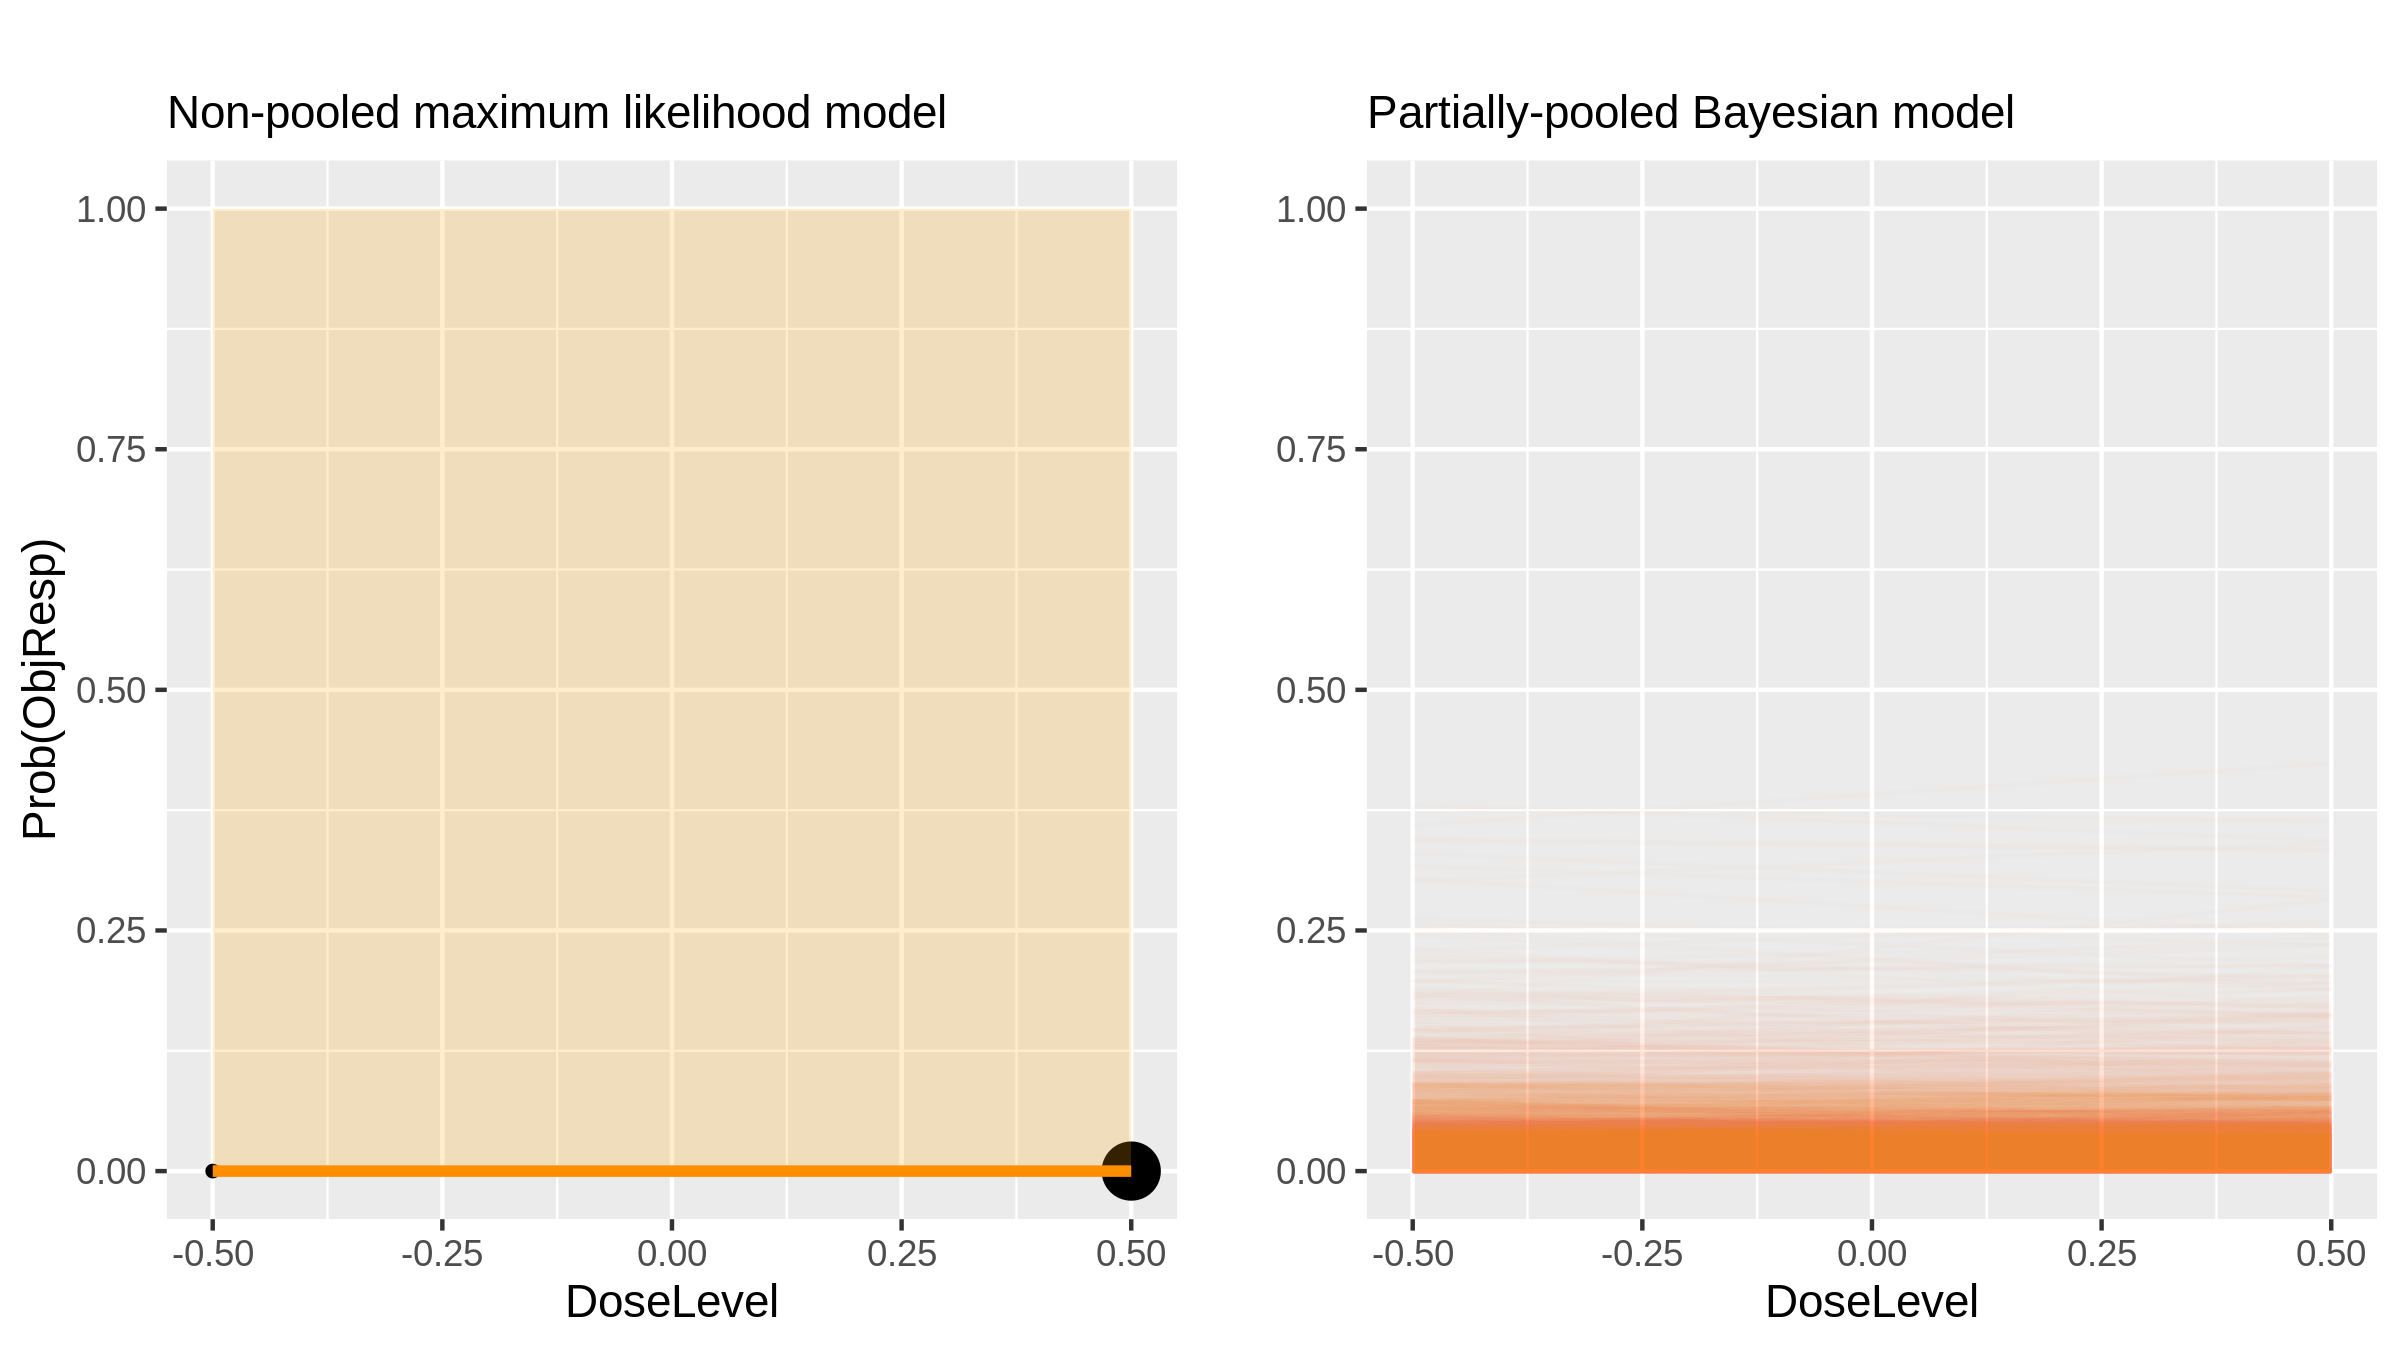 Non-pooled maximum likelihood model
Prob(ObjResp)
1.00
0.75
0.50
0.25
0.00
-0.50 -0.25 0.00 0.25 0.50
DoseLevel
Partially-pooled Bayesian model
1.00
0.75
0.50
0.25
0.00
-0.50 -0.25 0.00 0.25 0.50
DoseLevel